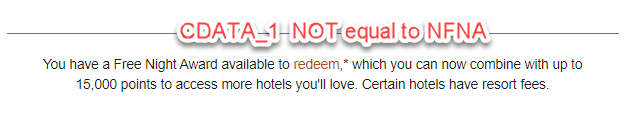 CDATA_1 NOT equal to NFNA
You have a Free Night Award available to redeem,* which you can now combine with up to
15,000 points to access more hotels you'll love. Certain hotels have resort fees.